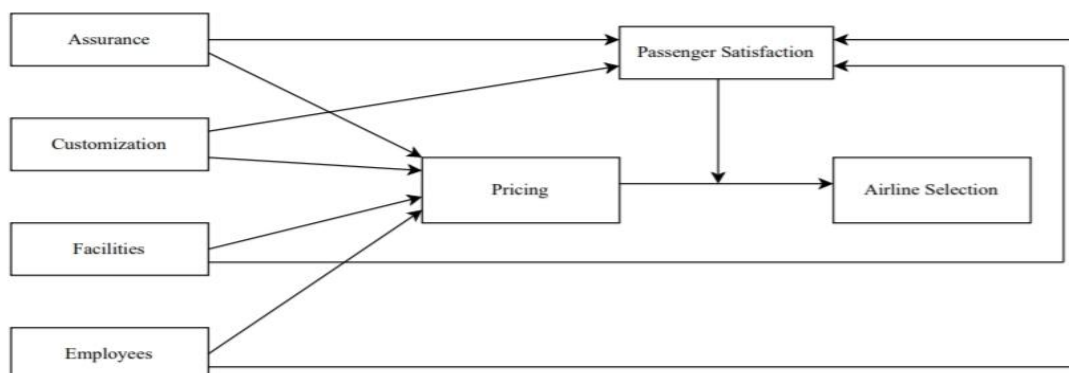 Assurance
Passenger Satisfaction
Customization
Pricing
Airline Selection
Facilities
Employees